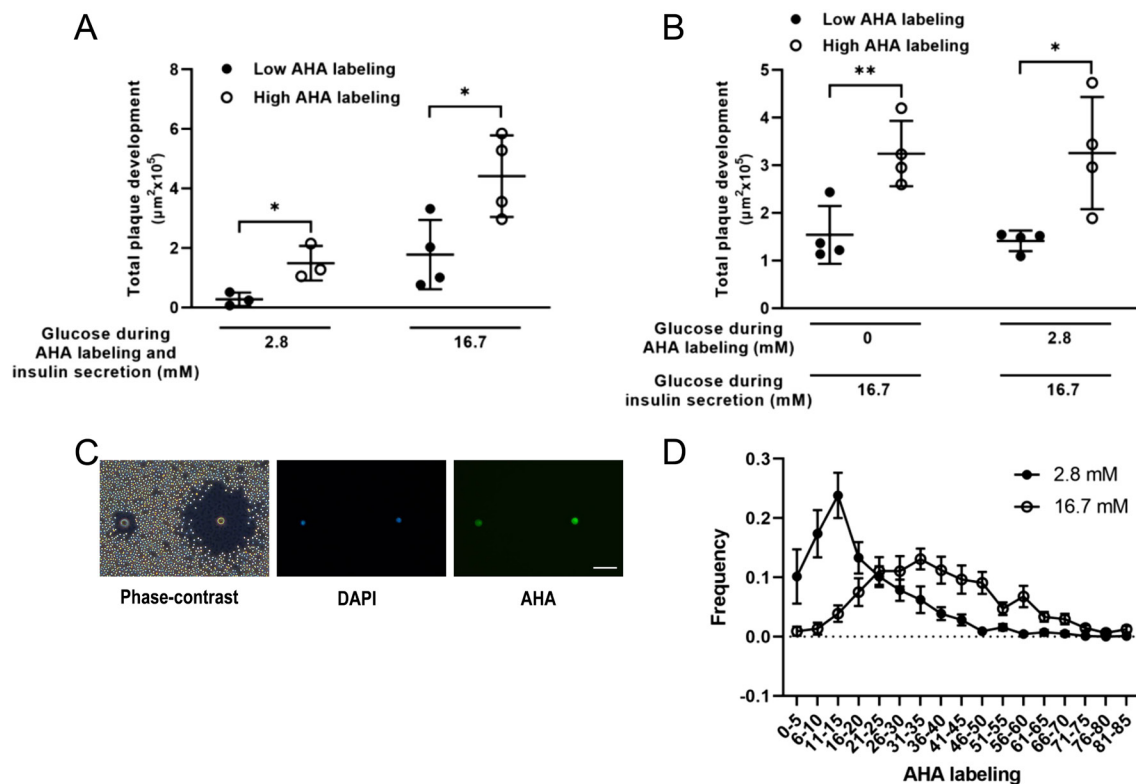 A
Low AHA labeling
High AHA labeling
Total plaque development
(µm²x10⁵)
8
6
4
2
0
*
*
Glucose during
AHA labeling and
insulin secretion (mM)
2.8
16.7
B
Low AHA labeling
High AHA labeling
Total plaque development
(µm²x10⁵)
5
4
3
2
1
0
**
*
Glucose during
AHA labeling (mM)
0
2.8
Glucose during
insulin secretion (mM)
16.7
16.7
C
Phase-contrast
DAPI
AHA
D
2.8 mM
16.7 mM
Frequency
0.3
0.2
0.1
0.0
-0.1
0-5
6-10
11-15
16-20
21-25
26-30
31-35
36-40
41-45
46-50
51-55
56-60
61-65
66-70
71-75
76-80
81-85
AHA labeling